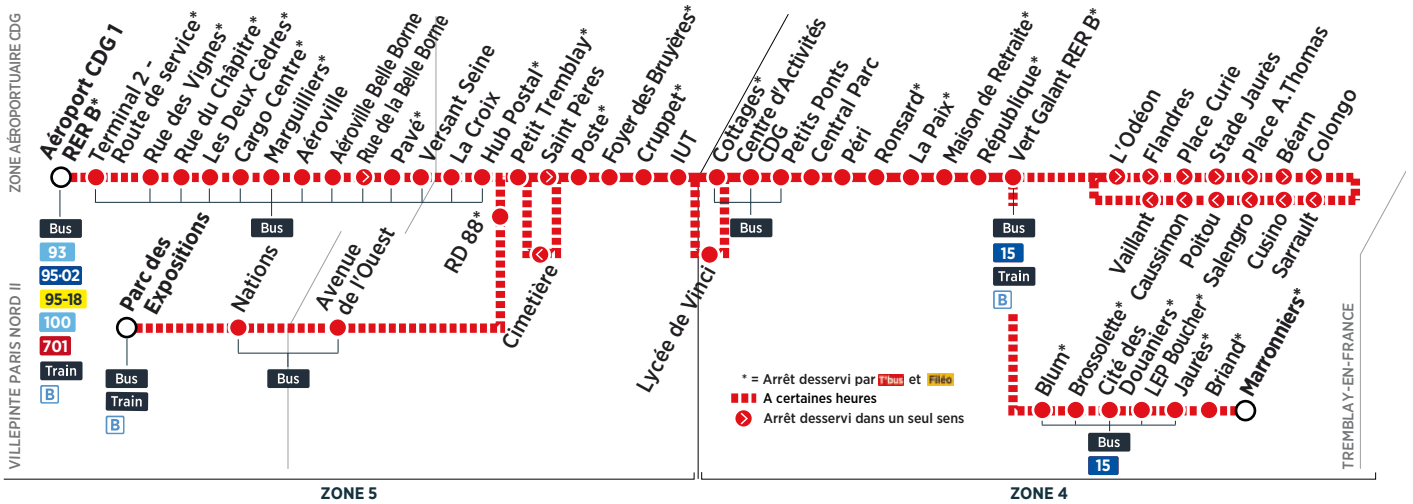 ZONE AÉROPORTUAIRE CDG
VILLEPINTE PARIS NORD II
TREMBLAY-EN-FRANCE
Aéroport CDG 1
RER B*
Terminal 2 -
Route de service*
Rue des Vignes*
Rue du Châpitre*
Les Deux Cèdres*
Cargo Centre*
Marguilliers*
Aéroville
Aéroville Belle Borne
Rue de la Belle Borne
Pavé*
Versant Seine
La Croix
Hub Postal*
Petit Tremblay*
Saint Pères
Poste*
Foyer des Bruyères*
Cruppet*
IUT
Cottages*
Centre d'Activités
CDG
Petits Ponts
Central Parc
Péri
Ronsard*
La Paix*
Maison de Retraite*
République*
Vert Galant RER B*
L'Odéon
Flandres
Place Curie
Stade Jaurès
Place A.Thomas
Béarn
Colongo
Vaillant
Caussimon
Poitou
Salengro
Cusino
Sarrault
Bus
93
95-02
95-18
100
701
Train
B
Bus
Parc des
Expositions
Nations
Avenue
de l'Ouest
RD 88*
Cimetière
Lycée de Vinci
Bus
Train
B
Bus
Bus
Bus
15
Train
B
Blum*
Brossolette*
Cité des
Douaniers*
LEP Boucher*
Jaurès*
Briand*
Marronniers*
Bus
15
* = Arrêt desservi par T'bus et Filéo
A certaines heures
Arrêt desservi dans un seul sens
ZONE 5
ZONE 4